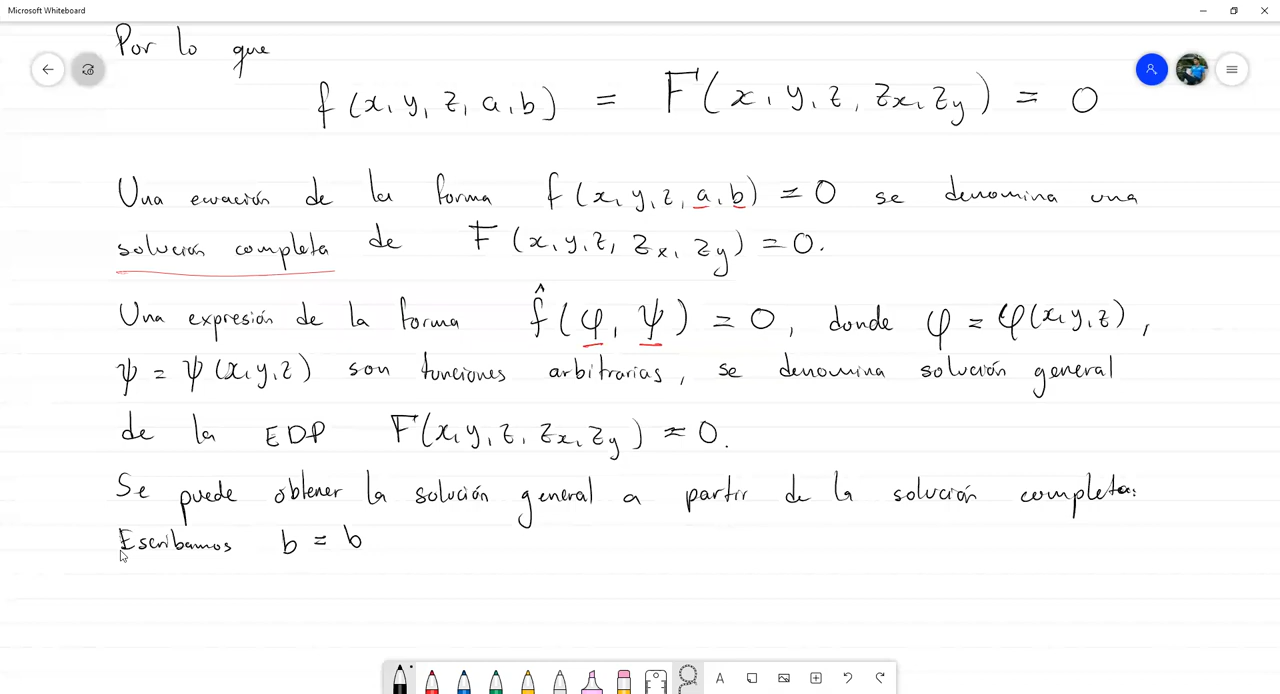 Microsoft Whiteboard
Por lo que
f(x, y, z, a, b) = F(x, y, z, zx, zy) = 0
Una ecuación de la forma f(x, y, z, a, b) = 0 se denomina una
solución completa de F(x, y, z, zx, zy) = 0.
Una expresión de la forma f̂(φ, ψ) = 0, donde φ = φ(x, y, z),
ψ = ψ(x, y, z) son funciones arbitrarias, se denomina solución general
de la EDP F(x, y, z, zx, zy) = 0.
Se puede obtener la solución general a partir de la solución completa:
Escribamos b = b